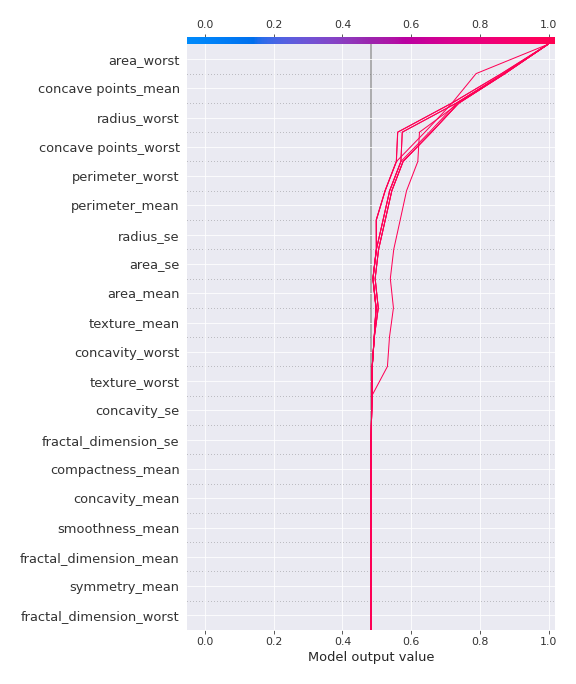 0.0 0.2 0.4 0.6 0.8 1.0
area_worst
concave points_mean
radius_worst
concave points_worst
perimeter_worst
perimeter_mean
radius_se
area_se
area_mean
texture_mean
concavity_worst
texture_worst
concavity_se
fractal_dimension_se
compactness_mean
concavity_mean
smoothness_mean
fractal_dimension_mean
symmetry_mean
fractal_dimension_worst
0.0 0.2 0.4 0.6 0.8 1.0
Model output value